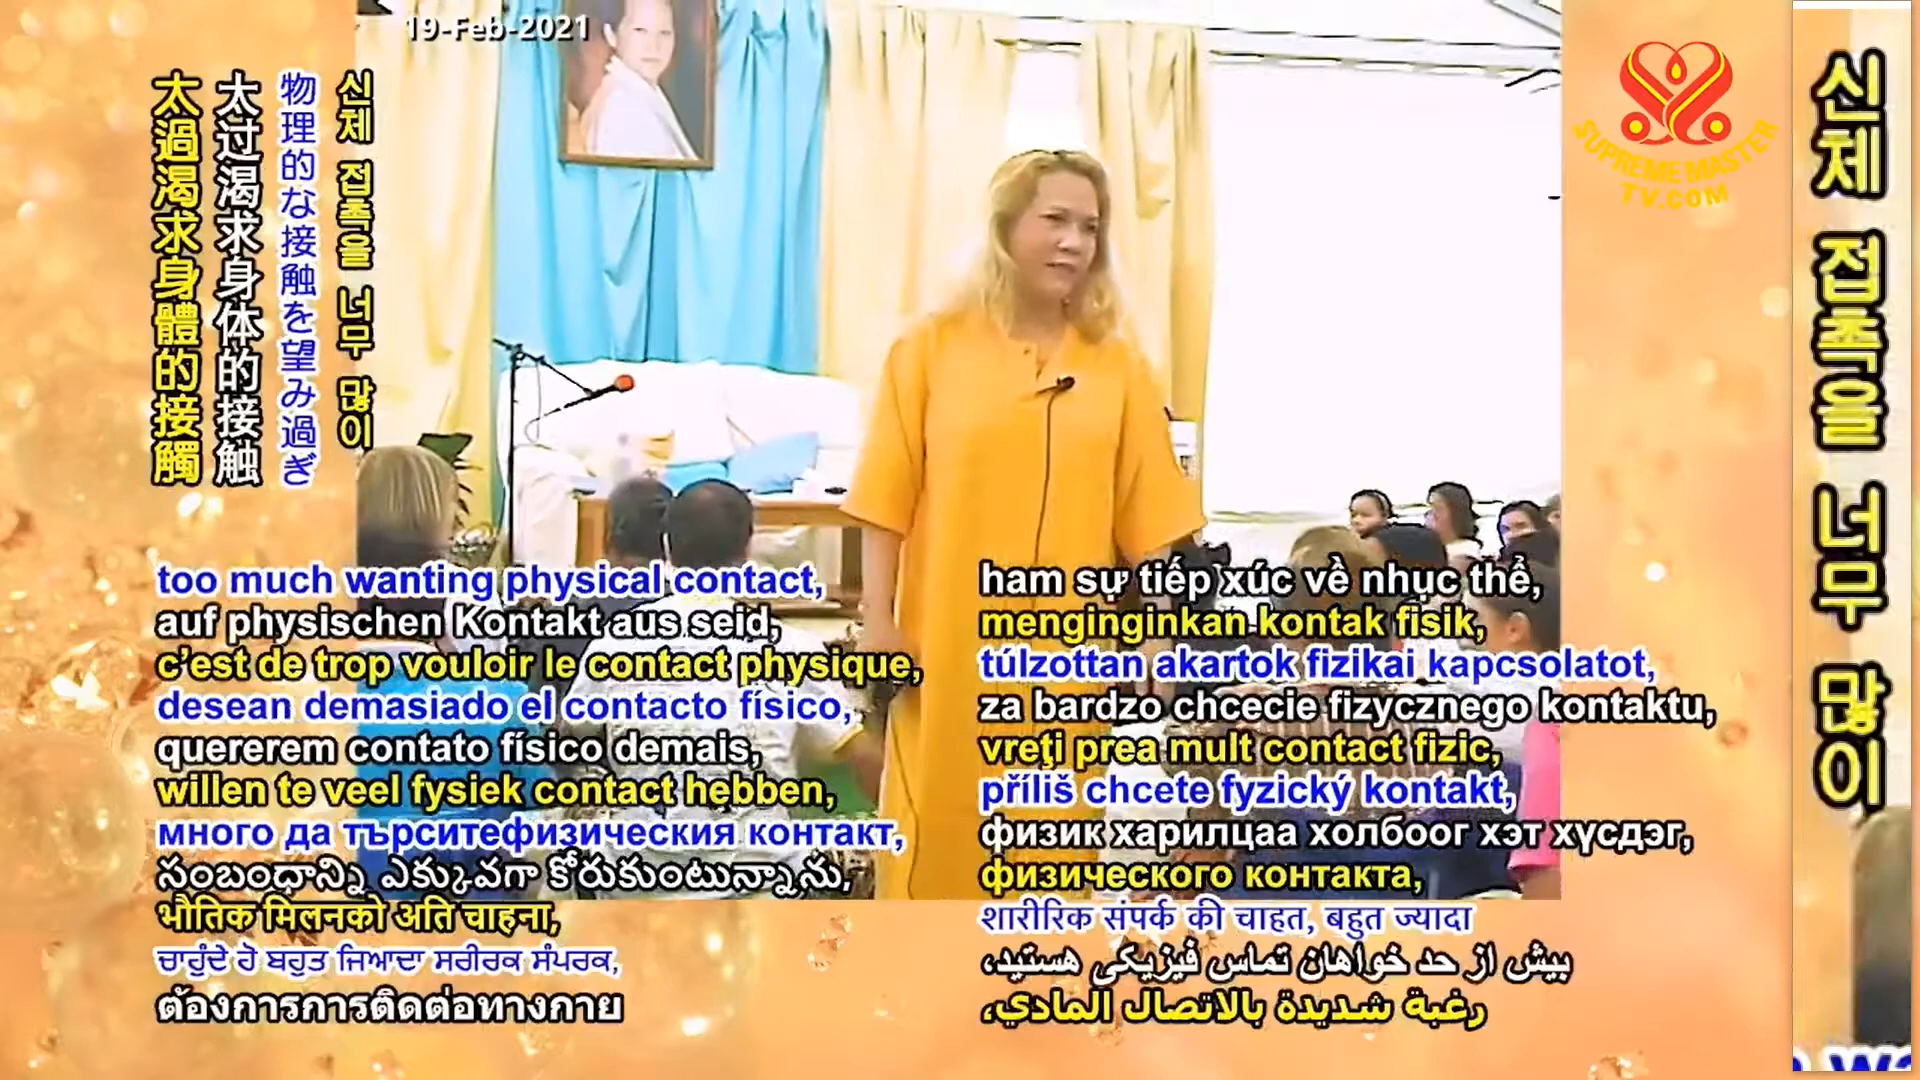 19-Feb-2021
SUPREME MASTER
TV.COM
신체 접촉을 너무 많이
物理的な接触を望み過ぎ
太过渴求身体的接触
太過渴求身體的接觸
신체 접촉을 너무 많이
too much wanting physical contact,
auf physischen Kontakt aus seid,
c’est de trop vouloir le contact physique,
desean demasiado el contacto físico,
quererem contato físico demais,
willen te veel fysiek contact hebben,
много да търситефизическия контакт,
సంబంధాన్ని ఎక్కువగా కోరుకుంటున్నాను,
भौतिक मिलनको अति चाहना,
ਚਾਹੁੰਦੇ ਹੋ ਬਹੁਤ ਜਿਆਦਾ ਸਰੀਰਕ ਸੰਪਰਕ,
ต้องการการติดต่อทางกาย
ham sự tiếp xúc về nhục thể,
menginginkan kontak fisik,
túlzottan akartok fizikai kapcsolatot,
za bardzo chcecie fizycznego kontaktu,
vreţi prea mult contact fizic,
příliš chcete fyzický kontakt,
физик харилцаа холбоог хэт хүсдэг,
физического контакта,
शारीरिक संपर्क की चाहत, बहुत ज्यादा
بیش از حد خواهان تماس فیزیکی هستید،
رغبة شديدة بالاتصال المادي،